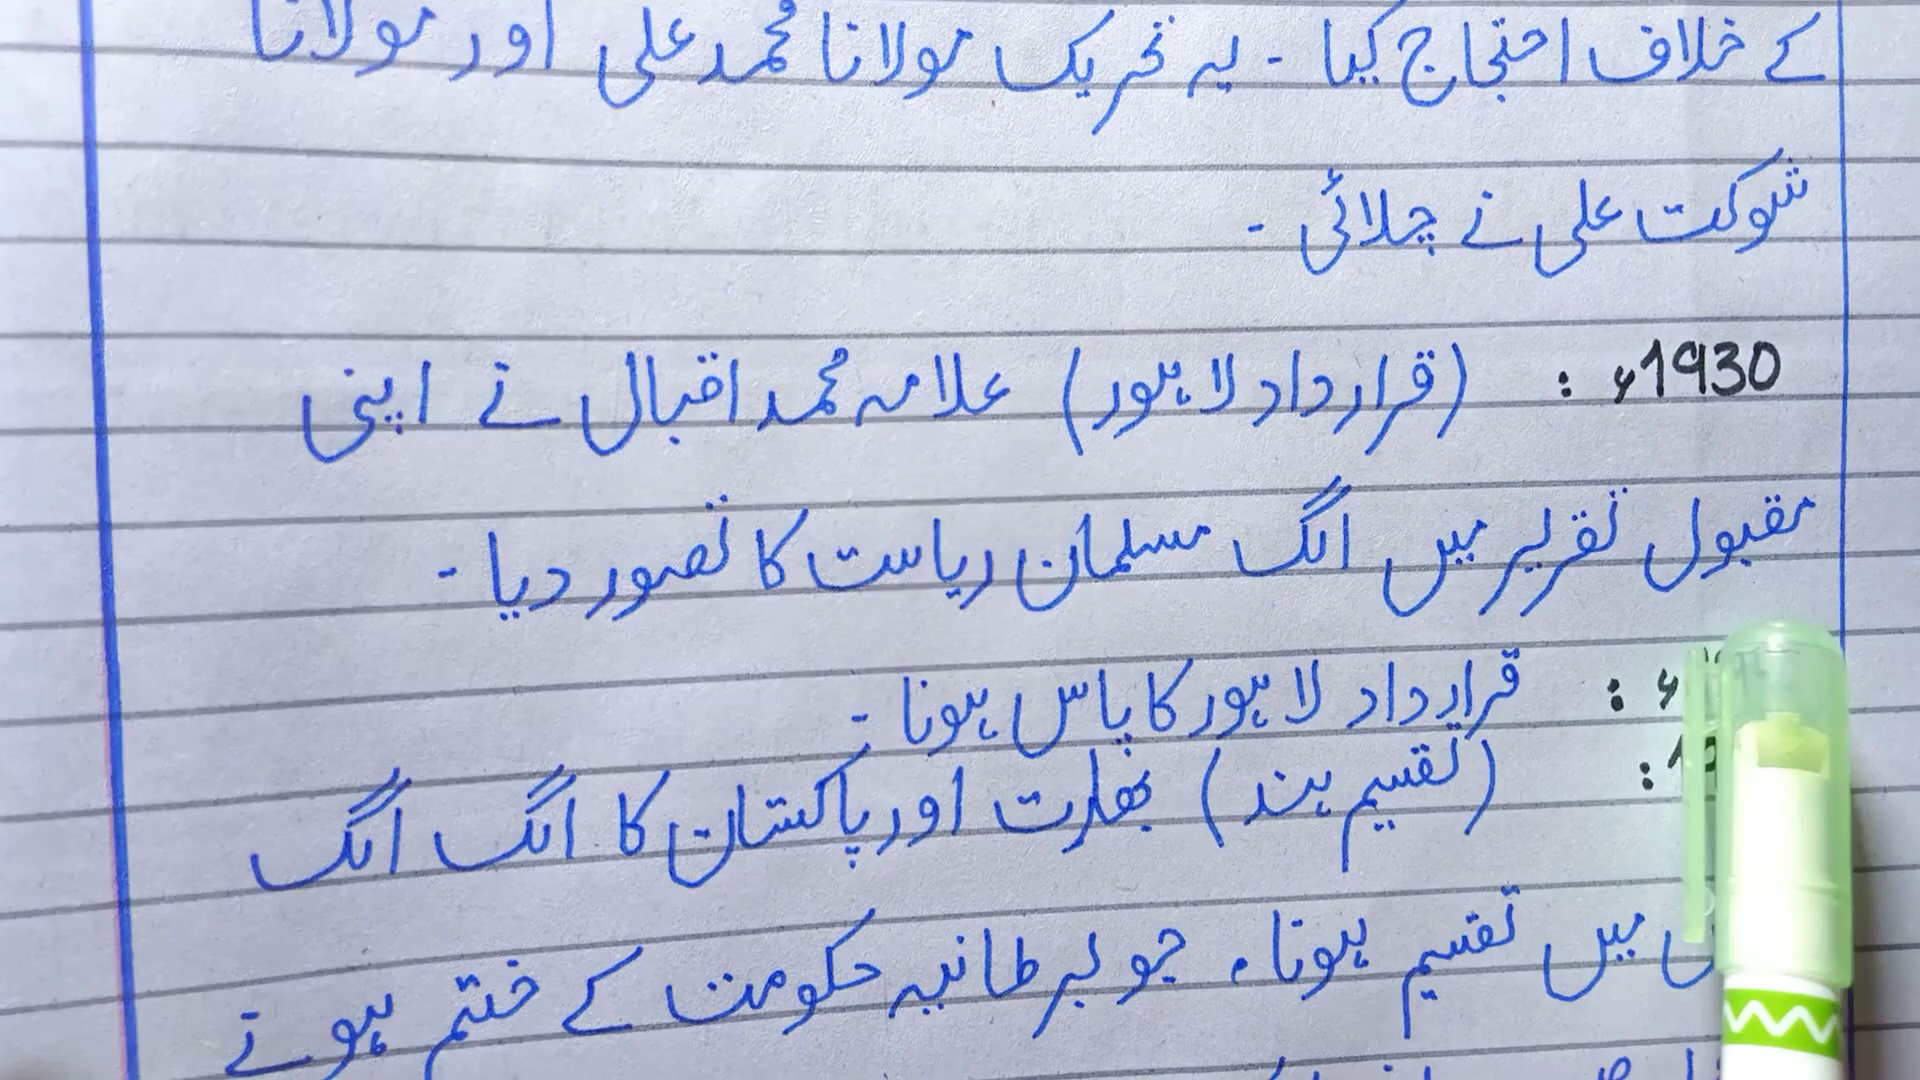 کے خلاف احتجاج کیا - یہ تحریک مولانا محمد علی اور مولانا
شوکت علی نے چلائی -
1930ء : (قرارداد لاہور) علامہ محمد اقبال نے اپنی
مقبول تقریر میں الگ مسلمان ریاست کا تصور دیا -
ء : قرارداد لاہور کا پاس ہونا -
: (تقسیم ہند) بھارت اور پاکستان کا الگ الگ
میں تقسیم ہونا، جو برطانیہ حکومت کے ختم ہونے